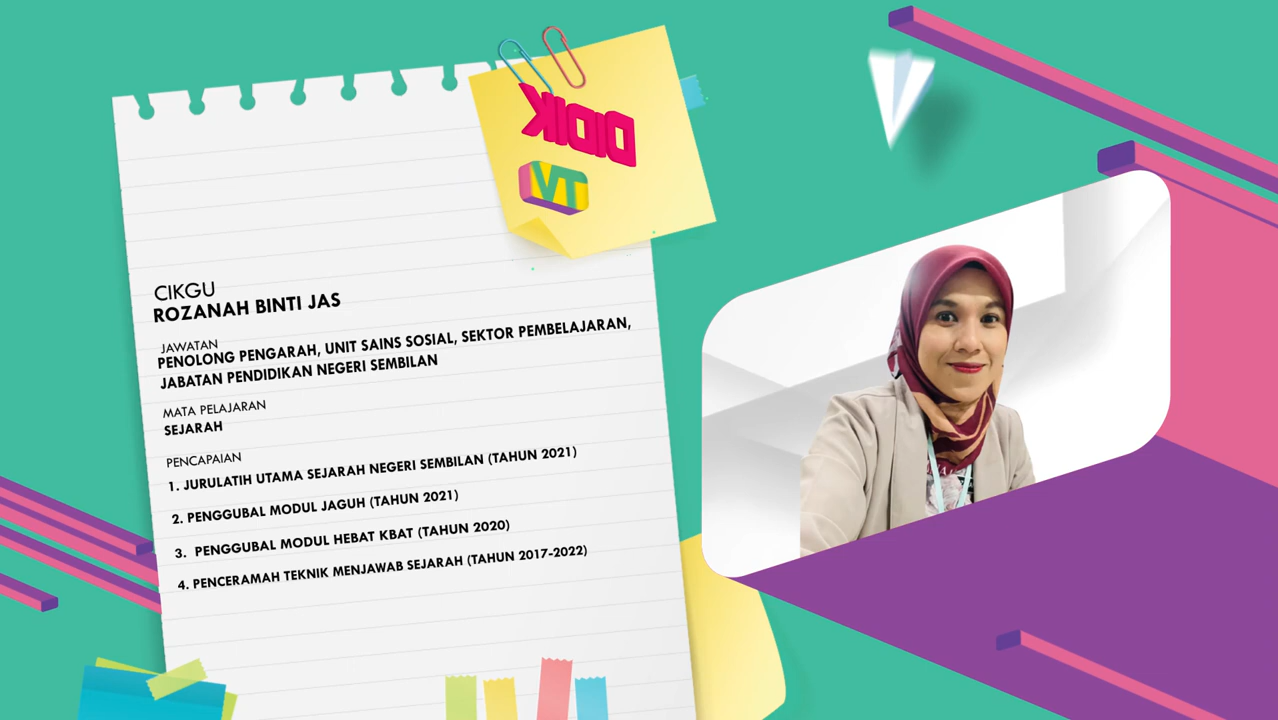 DIDIK
TV
CIKGU
ROZANAH BINTI JAS
JAWATAN
PENOLONG PENGARAH, UNIT SAINS SOSIAL, SEKTOR PEMBELAJARAN,
JABATAN PENDIDIKAN NEGERI SEMBILAN
MATA PELAJARAN
SEJARAH
PENCAPAIAN
1. JURULATIH UTAMA SEJARAH NEGERI SEMBILAN (TAHUN 2021)
2. PENGGUBAL MODUL JAGUH (TAHUN 2021)
3. PENGGUBAL MODUL HEBAT KBAT (TAHUN 2020)
4. PENCERAMAH TEKNIK MENJAWAB SEJARAH (TAHUN 2017-2022)